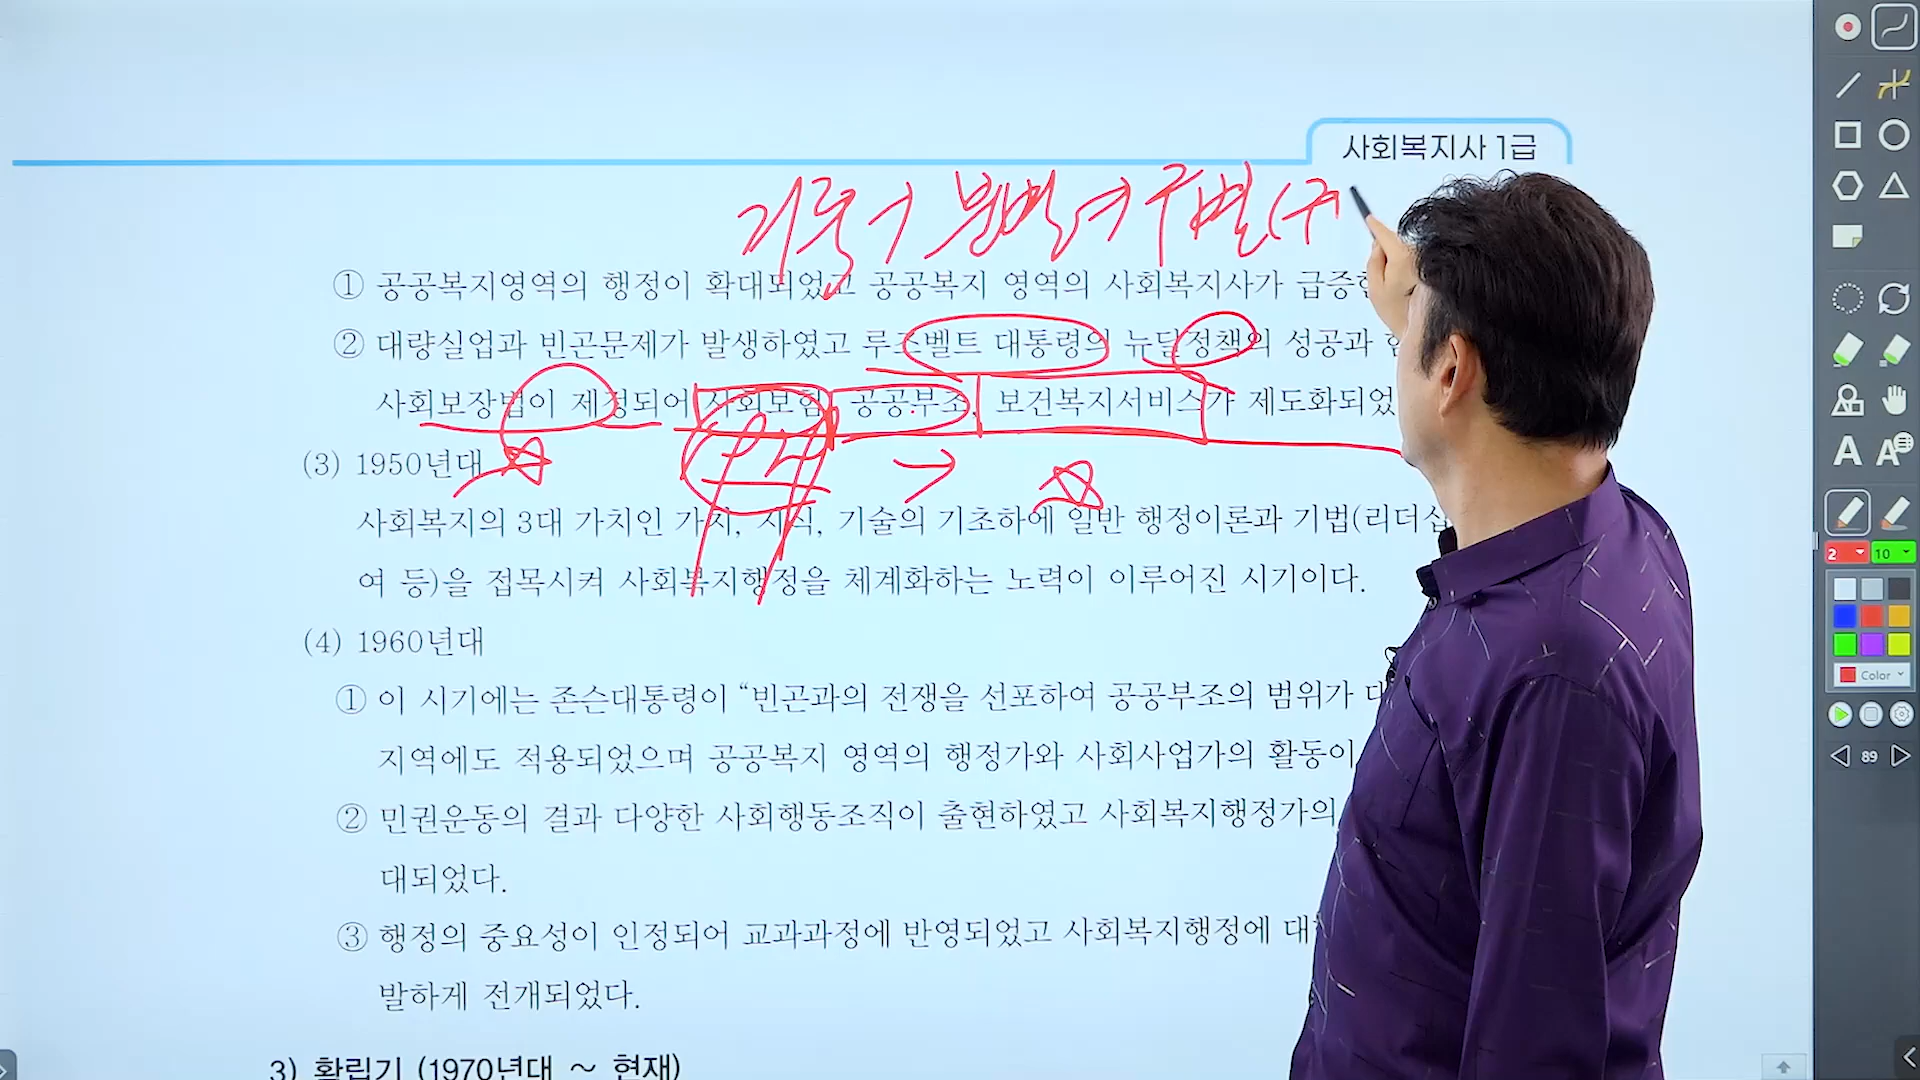 사회복지사 1급
① 공공복지영역의 행정이 확대되었고 공공복지 영역의 사회복지사가 급증한
② 대량실업과 빈곤문제가 발생하였고 루즈벨트 대통령의 뉴딜정책의 성공과 함
사회보장법이 제정되어 사회보험, 공공부조, 보건복지서비스가 제도화되었
(3) 1950년대
사회복지의 3대 가치인 가치, 지식, 기술의 기초하에 일반 행정이론과 기법(리더십
여 등)을 접목시켜 사회복지행정을 체계화하는 노력이 이루어진 시기이다.
(4) 1960년대
① 이 시기에는 존슨대통령이 “빈곤과의 전쟁을 선포하여 공공부조의 범위가 대
지역에도 적용되었으며 공공복지 영역의 행정가와 사회사업가의 활동이
② 민권운동의 결과 다양한 사회행동조직이 출현하였고 사회복지행정가의
대되었다.
③ 행정의 중요성이 인정되어 교과과정에 반영되었고 사회복지행정에 대
발하게 전개되었다.
3) 확립기 (1970년대 ~ 현재)
2
10
Color
89